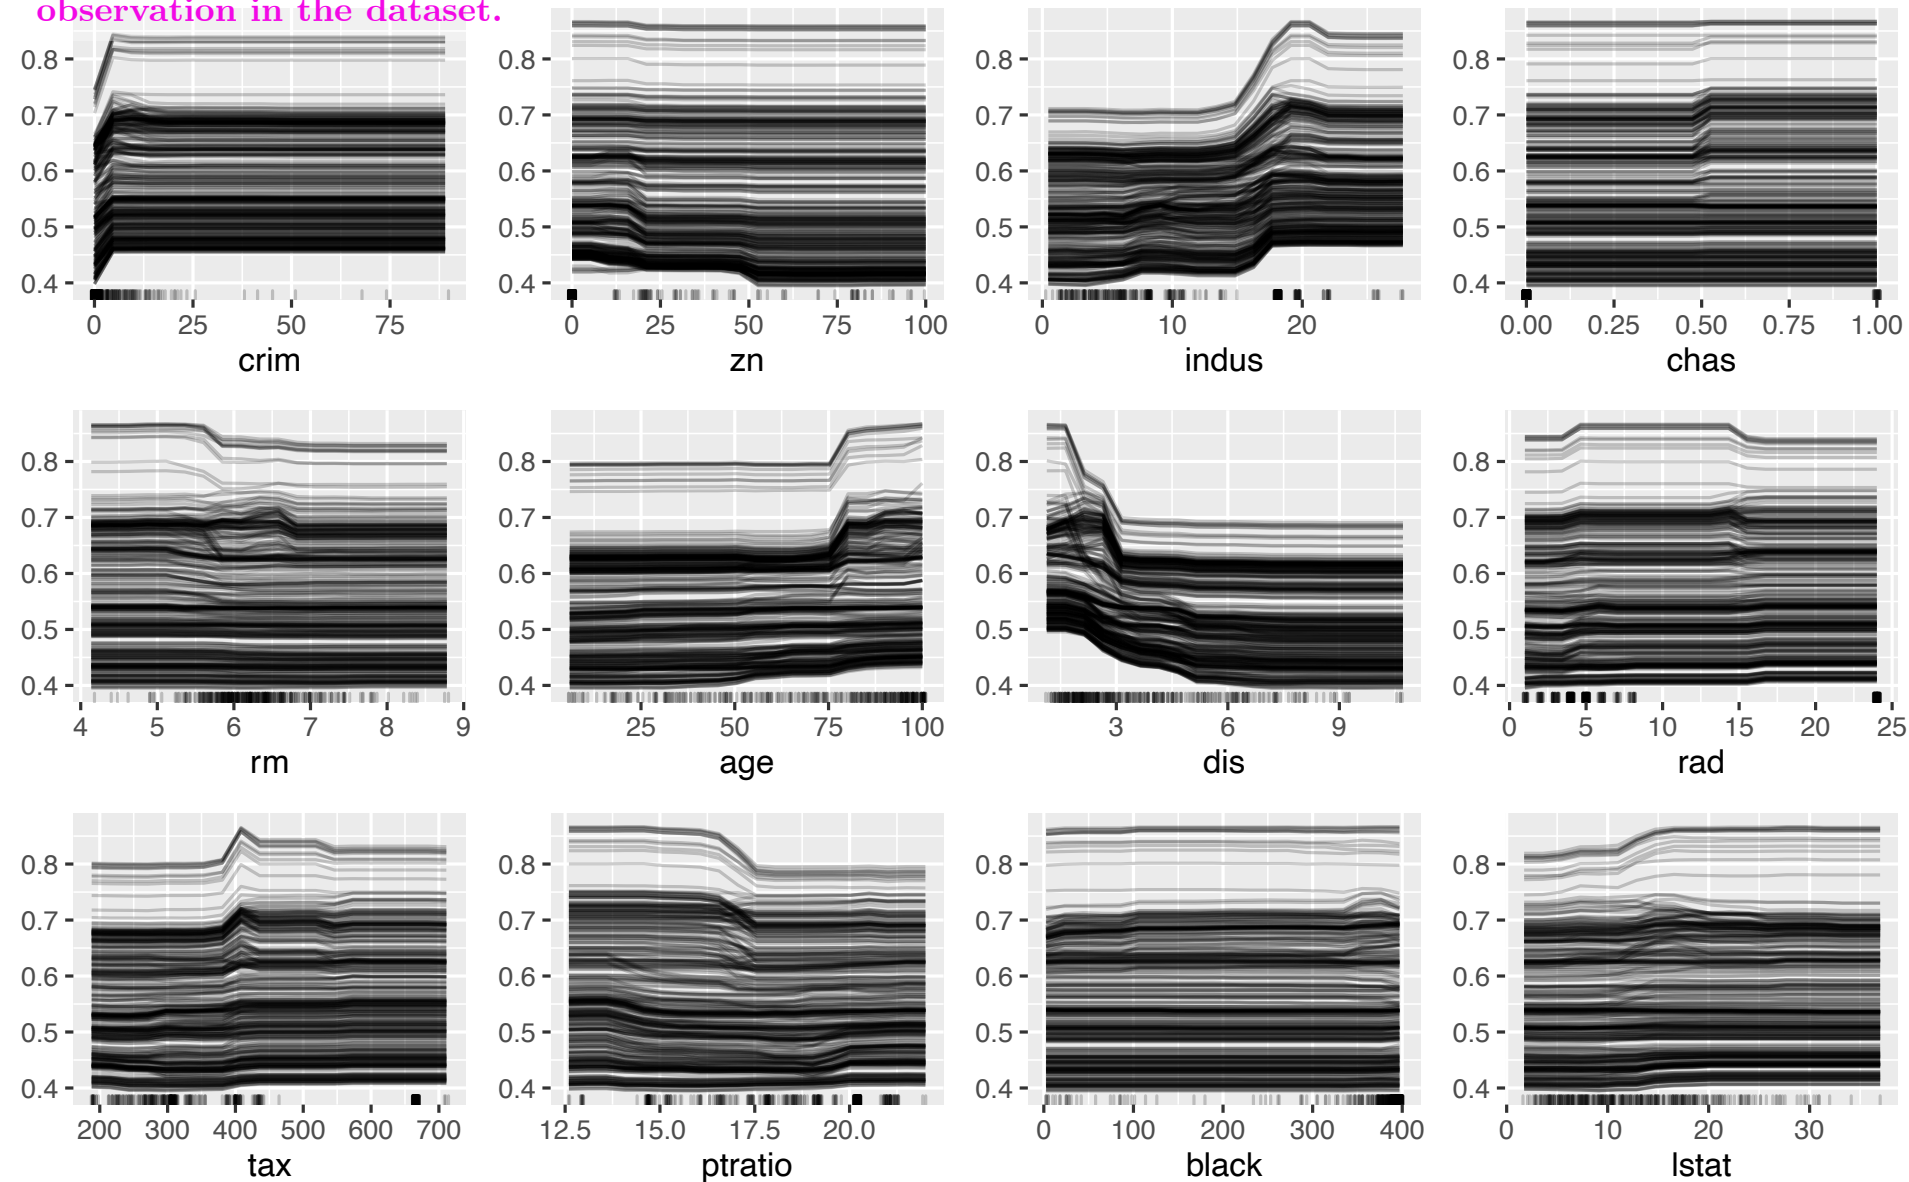 observation in the dataset.
0.8 0.7 0.6 0.5 0.4
0 25 50 75
crim
0.8 0.7 0.6 0.5 0.4
0 25 50 75 100
zn
0.8 0.7 0.6 0.5 0.4
0 10 20
indus
0.8 0.7 0.6 0.5 0.4
0.00 0.25 0.50 0.75 1.00
chas
0.8 0.7 0.6 0.5 0.4
4 5 6 7 8 9
rm
0.8 0.7 0.6 0.5 0.4
25 50 75 100
age
0.8 0.7 0.6 0.5 0.4
3 6 9
dis
0.8 0.7 0.6 0.5 0.4
0 5 10 15 20 25
rad
0.8 0.7 0.6 0.5 0.4
200 300 400 500 600 700
tax
0.8 0.7 0.6 0.5 0.4
12.5 15.0 17.5 20.0
ptratio
0.8 0.7 0.6 0.5 0.4
0 100 200 300 400
black
0.8 0.7 0.6 0.5 0.4
0 10 20 30
lstat